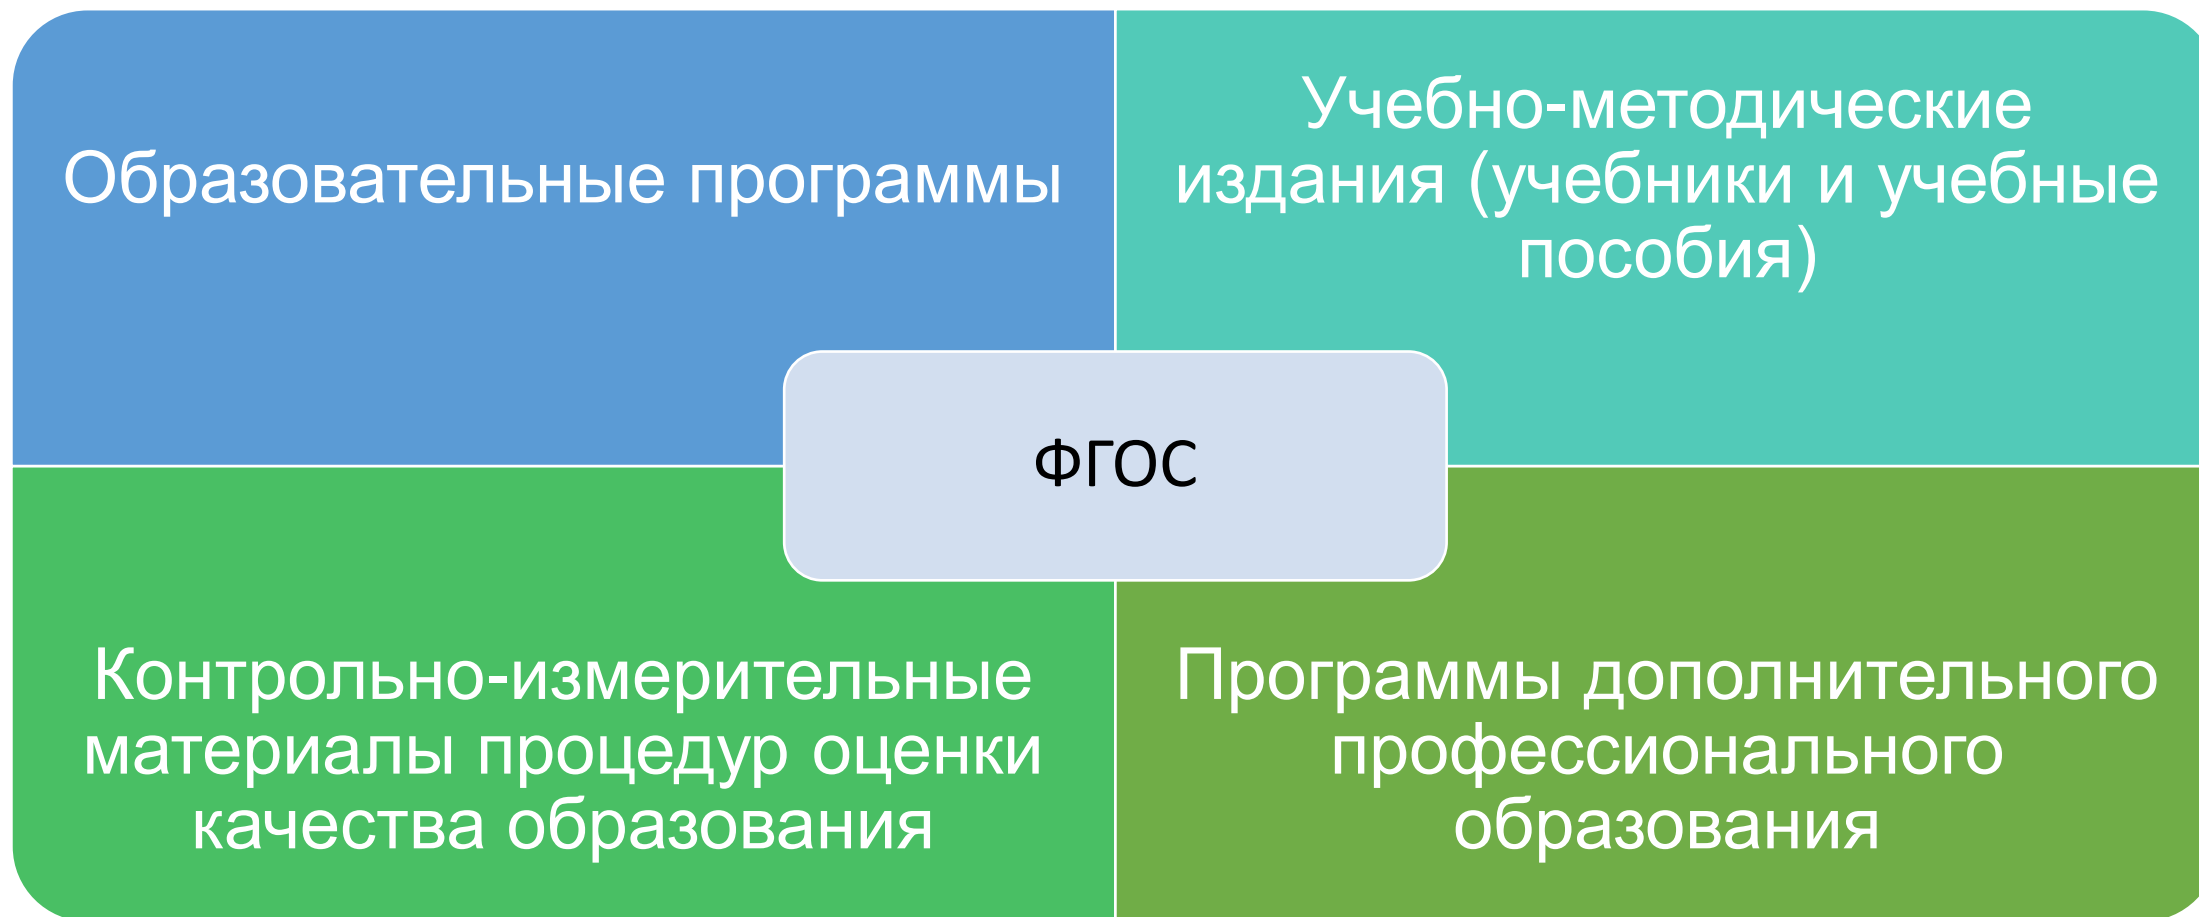 Образовательные программы
Учебно-методические
издания (учебники и учебные
пособия)
ФГОС
Контрольно-измерительные
материалы процедур оценки
качества образования
Программы дополнительного
профессионального
образования